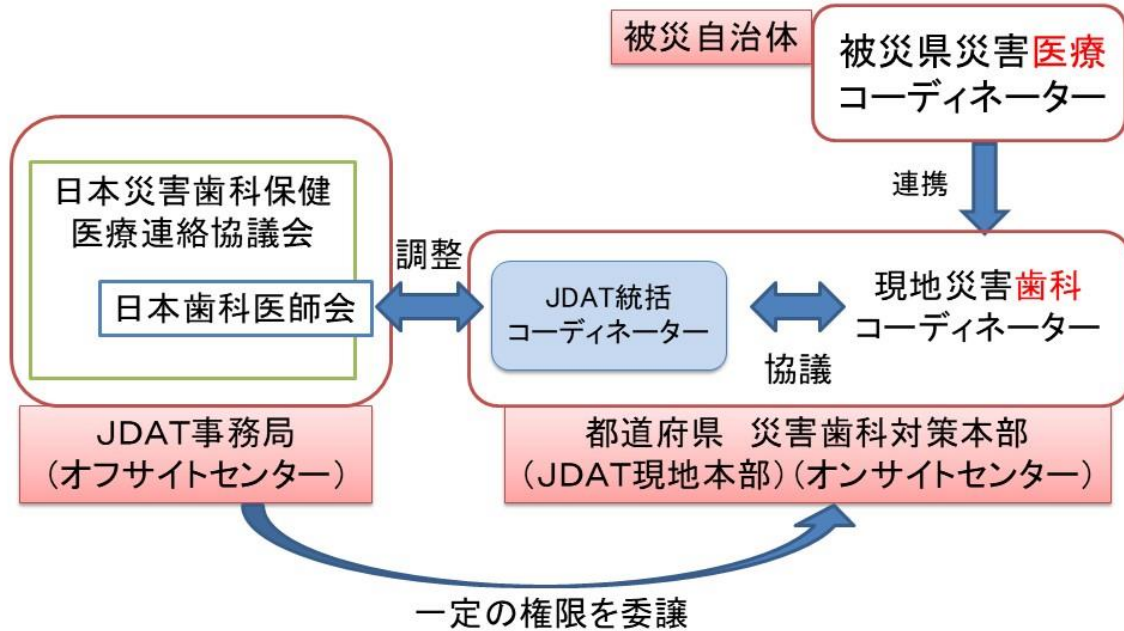 被災自治体
被災県災害医療
コーディネーター
連携
日本災害歯科保健
医療連絡協議会
日本歯科医師会
調整
JDAT統括
コーディネーター
協議
現地災害歯科
コーディネーター
JDAT事務局
(オフサイトセンター)
都道府県 災害歯科対策本部
(JDAT現地本部)(オンサイトセンター)
一定の権限を委譲